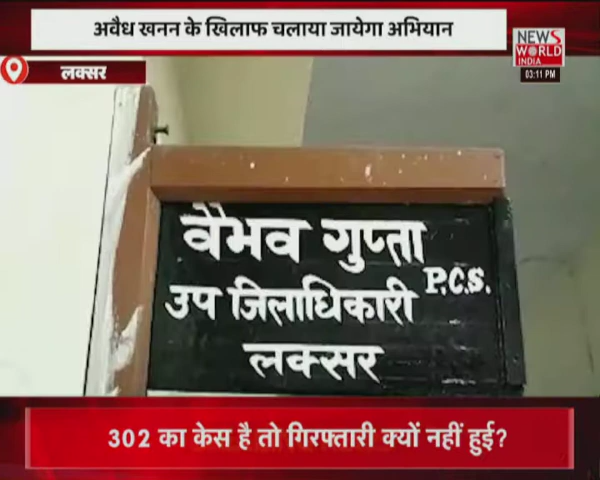 अवैध खनन के खिलाफ चलाया जायेगा अभियान
NEWS
WORLD
INDIA
03:11 PM
लक्सर
वैभव गुप्ता
P.C.S.
उप जिलाधिकारी
लक्सर
302 का केस है तो गिरफ्तारी क्यों नहीं हुई?